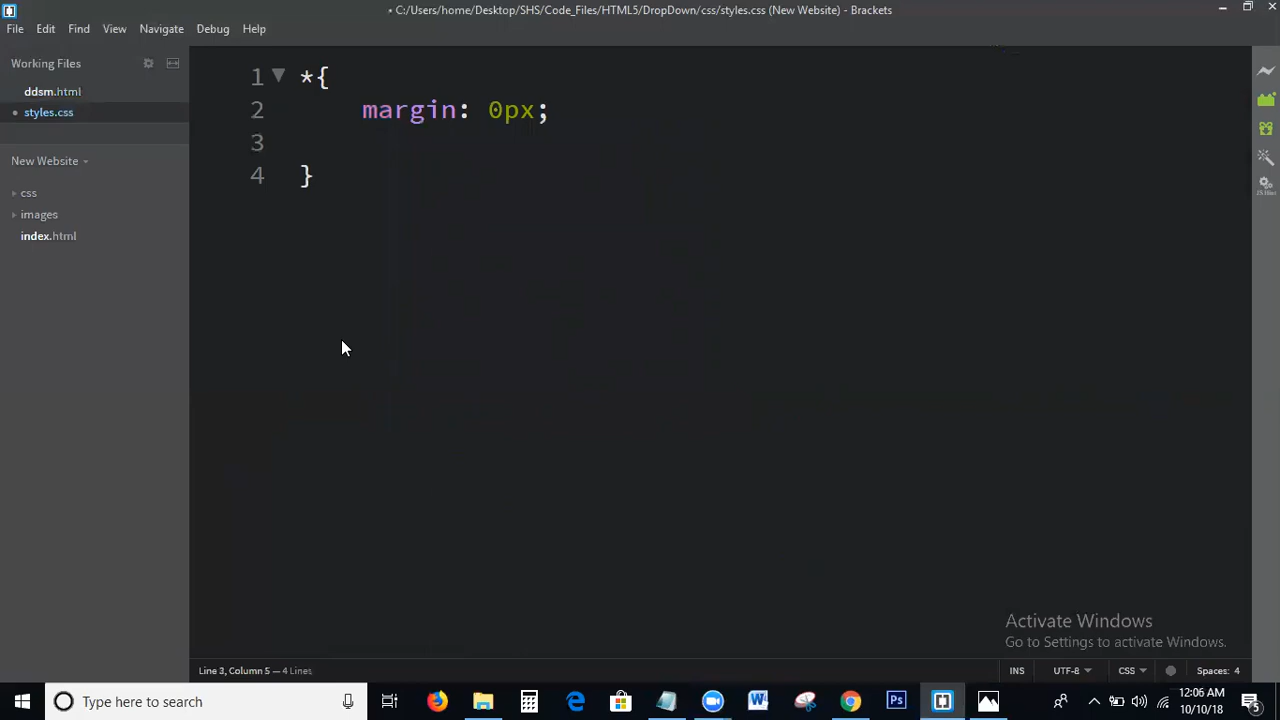 • C:/Users/home/Desktop/SHS/Code_Files/HTML5/DropDown/css/styles.css (New Website) - Brackets
File Edit View Find Navigate Debug Help
Working Files
ddsm.html
styles.css
New Website
css
images
index.html
1 *{
2 margin: 0px;
3
4 }
Activate Windows
Go to Settings to activate Windows.
Line 3, Column 5 — 4 Lines
INS UTF-8 CSS Spaces: 4
Type here to search
W
Ps
12:06 AM
10/10/18
5